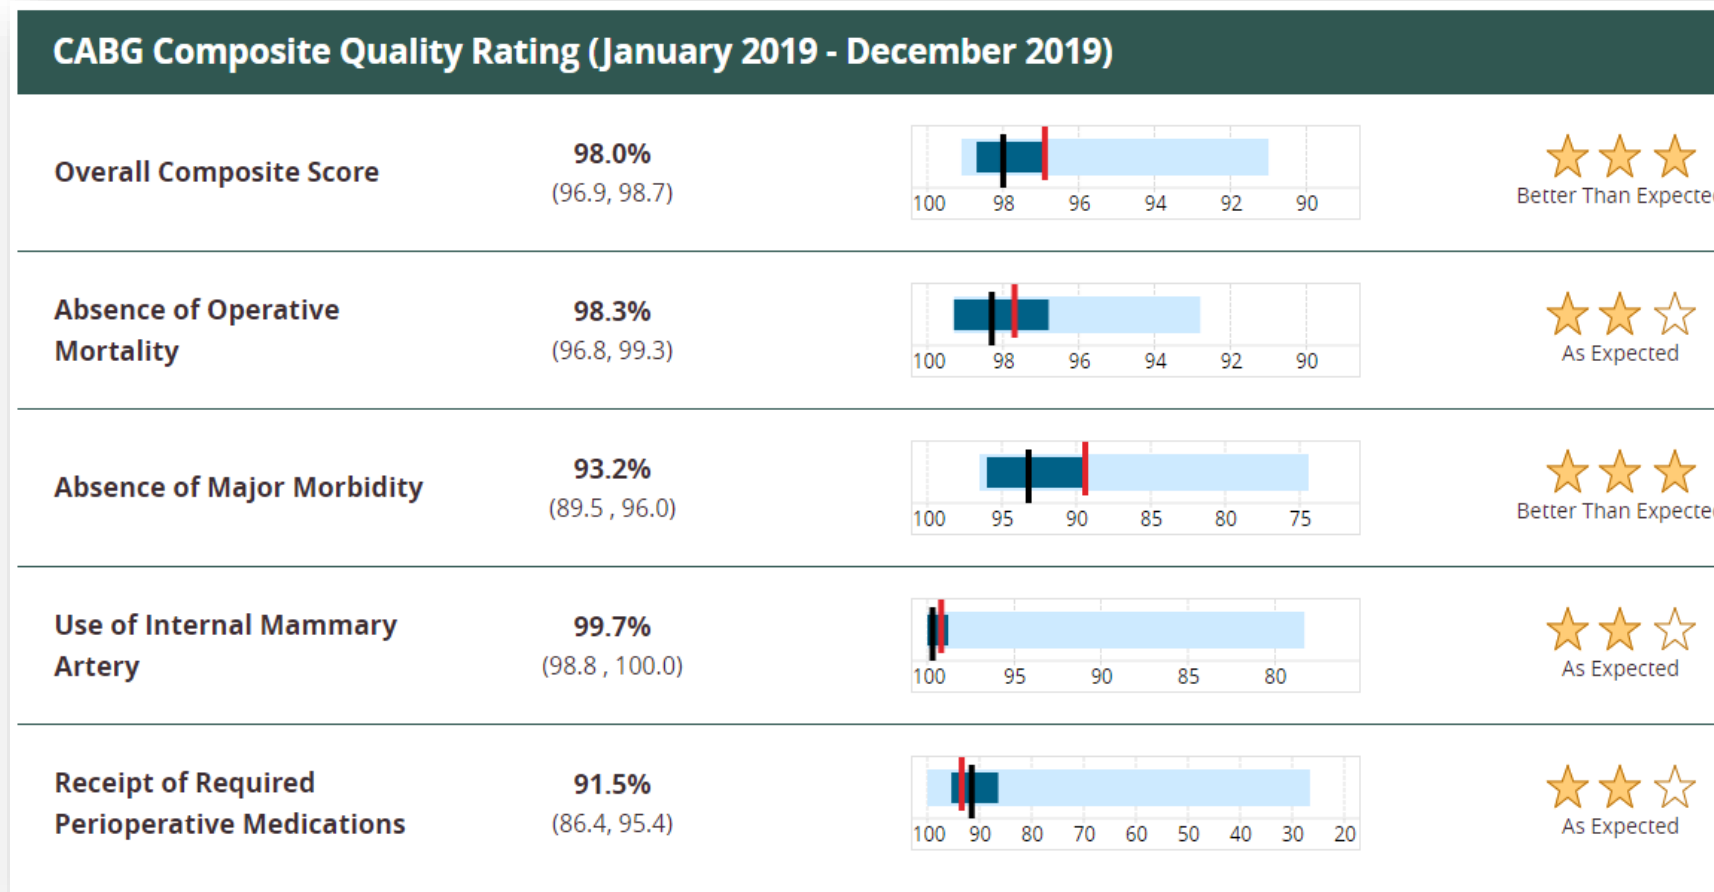 CABG Composite Quality Rating (January 2019 - December 2019)
Overall Composite Score
98.0%
(96.9, 98.7)
100 98 96 94 92 90
Better Than Expected
Absence of Operative
Mortality
98.3%
(96.8, 99.3)
100 98 96 94 92 90
As Expected
Absence of Major Morbidity
93.2%
(89.5 , 96.0)
100 95 90 85 80 75
Better Than Expected
Use of Internal Mammary
Artery
99.7%
(98.8 , 100.0)
100 95 90 85 80
As Expected
Receipt of Required
Perioperative Medications
91.5%
(86.4, 95.4)
100 90 80 70 60 50 40 30 20
As Expected